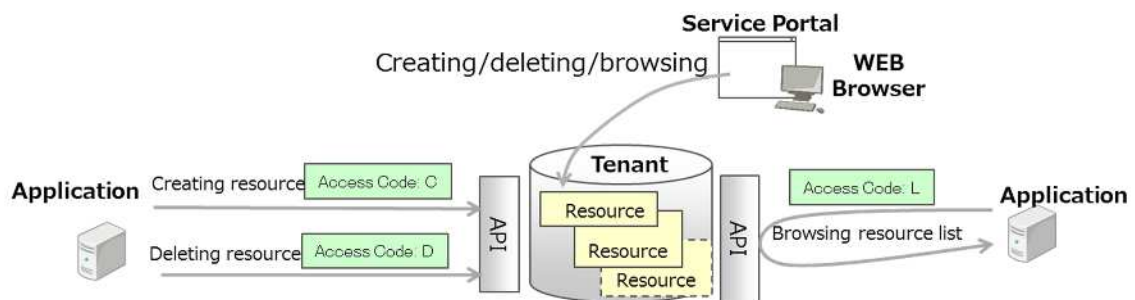 Service Portal
Creating/deleting/browsing
WEB
Browser
Tenant
Application
Creating resource
Access Code: C
Deleting resource
Access Code: D
API
Resource
Resource
Resource
API
Access Code: L
Browsing resource list
Application